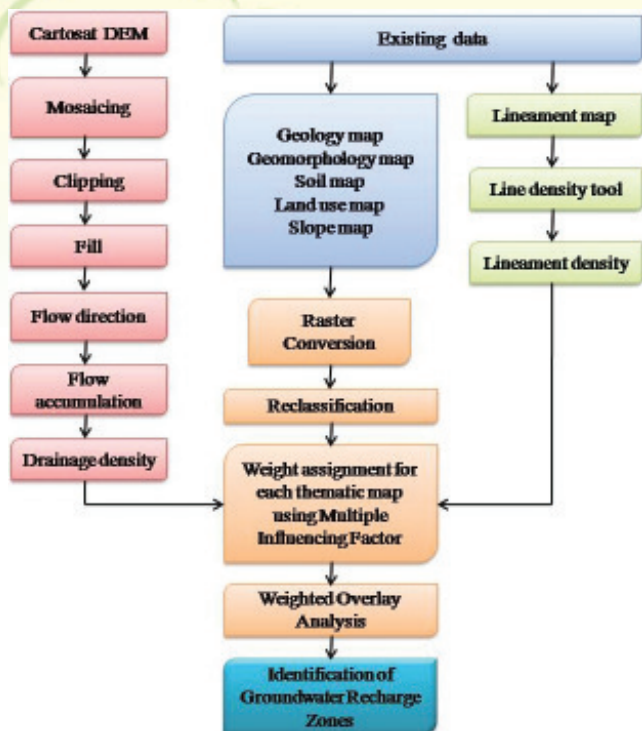 Cartosat DEM
Mosaicing
Clipping
Fill
Flow direction
Flow
accumulation
Drainage density
Existing data
Geology map
Geomorphology map
Soil map
Land use map
Slope map
Raster
Conversion
Reclassification
Weight assignment for
each thematic map
using Multiple
Influencing Factor
Weighted Overlay
Analysis
Identification of
Groundwater Recharge
Zones
Lineament map
Line density tool
Lineament density